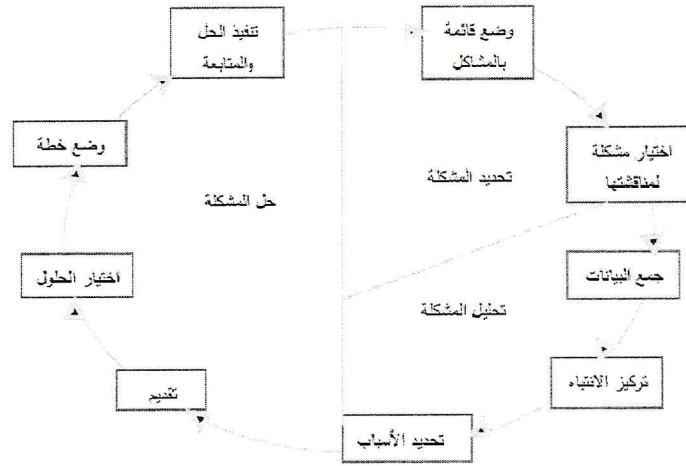 وضع قائمة
بالمشاكل
تنفيذ الحل
والمتابعة
اختيار مشكلة
لمناقشتها
وضع خطة
تحديد المشكلة
حل المشكلة
جمع البيانات
اختيار الحلول
تحليل المشكلة
تركيز الانتباه
تقديم
تحديد الأسباب